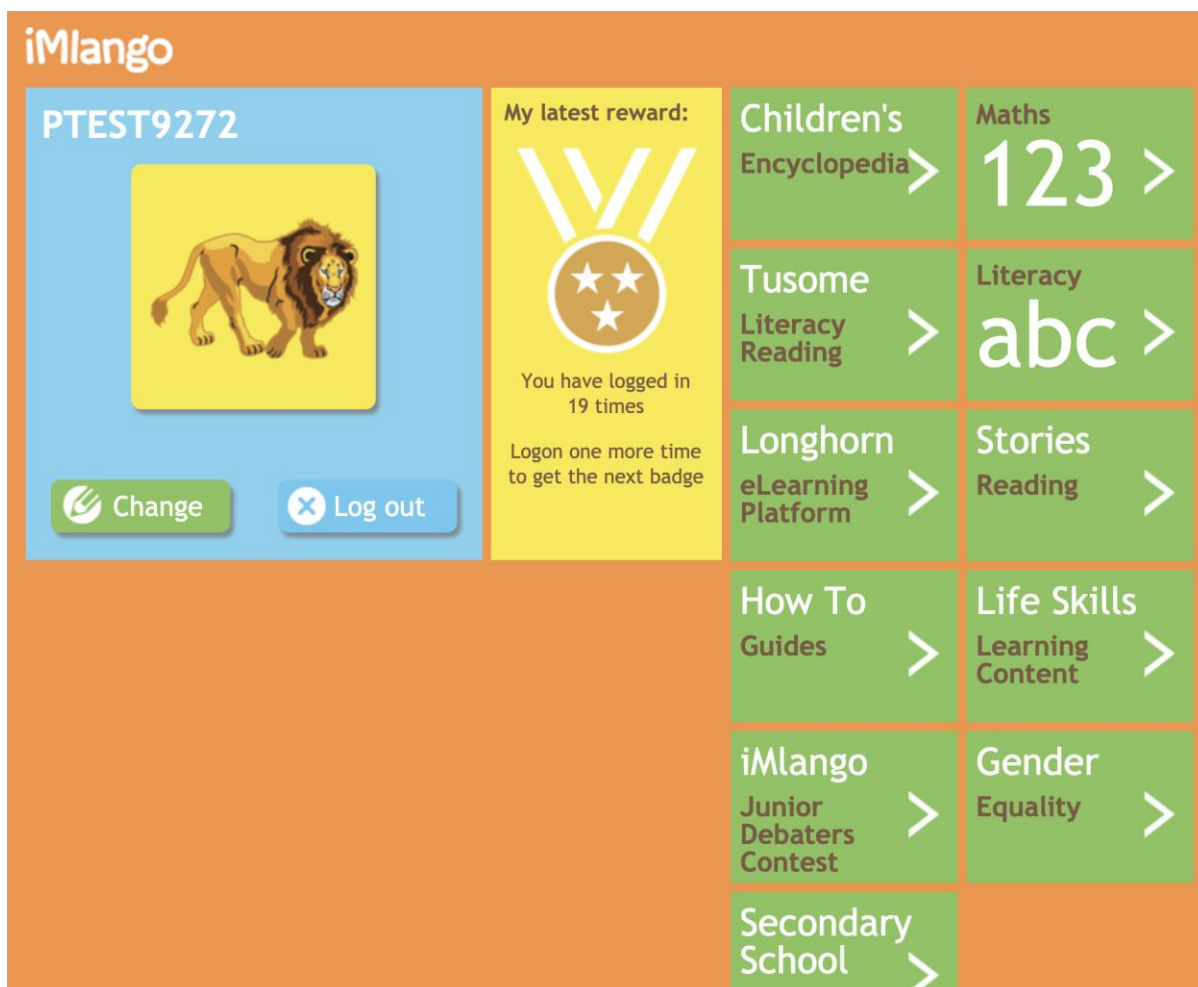 iMlango
PTEST9272
Change
Log out
My latest reward:
You have logged in
19 times
Logon one more time
to get the next badge
Children's
Encyclopedia
Maths
123
Tusome
Literacy
Reading
Literacy
abc
Longhorn
eLearning
Platform
Stories
Reading
How To
Guides
Life Skills
Learning
Content
iMlango
Junior
Debaters
Contest
Gender
Equality
Secondary
School